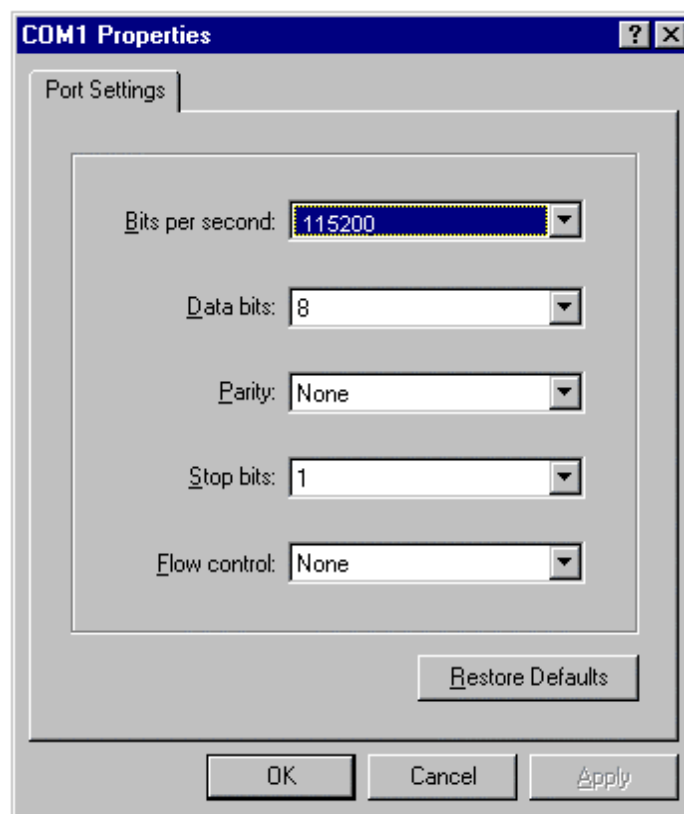 COM1 Properties
Port Settings
Bits per second: 115200
Data bits: 8
Parity: None
Stop bits: 1
Flow control: None
Restore Defaults
OK Cancel Apply